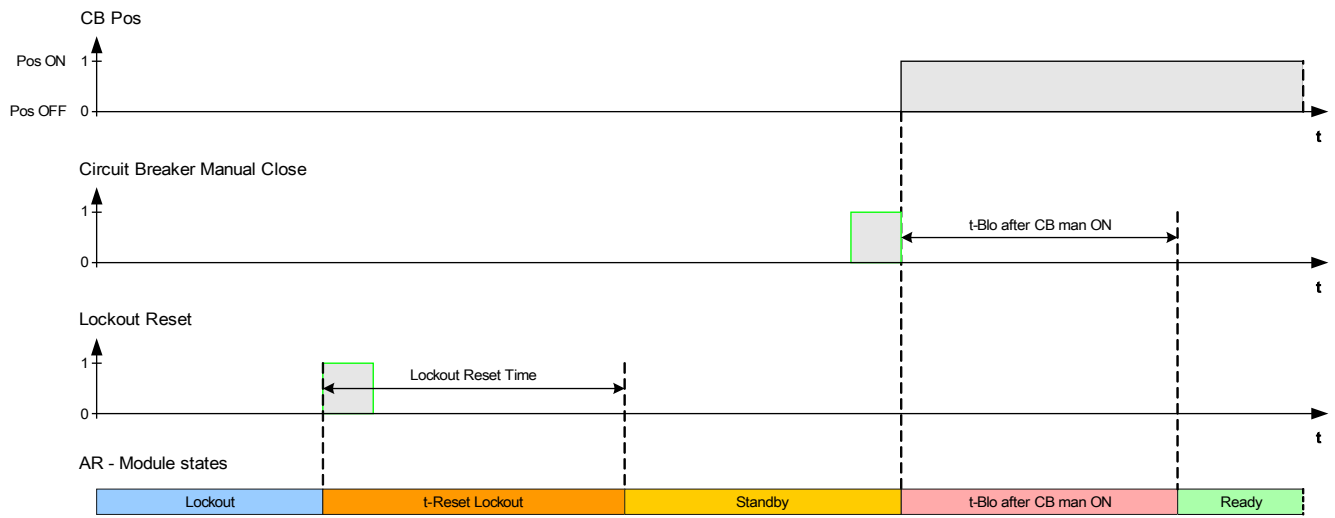 CB Pos
Pos ON 1
Pos OFF 0
t
Circuit Breaker Manual Close
1
t-Blo after CB man ON
0
t
Lockout Reset
1
Lockout Reset Time
0
t
AR - Module states
Lockout t-Reset Lockout Standby t-Blo after CB man ON Ready